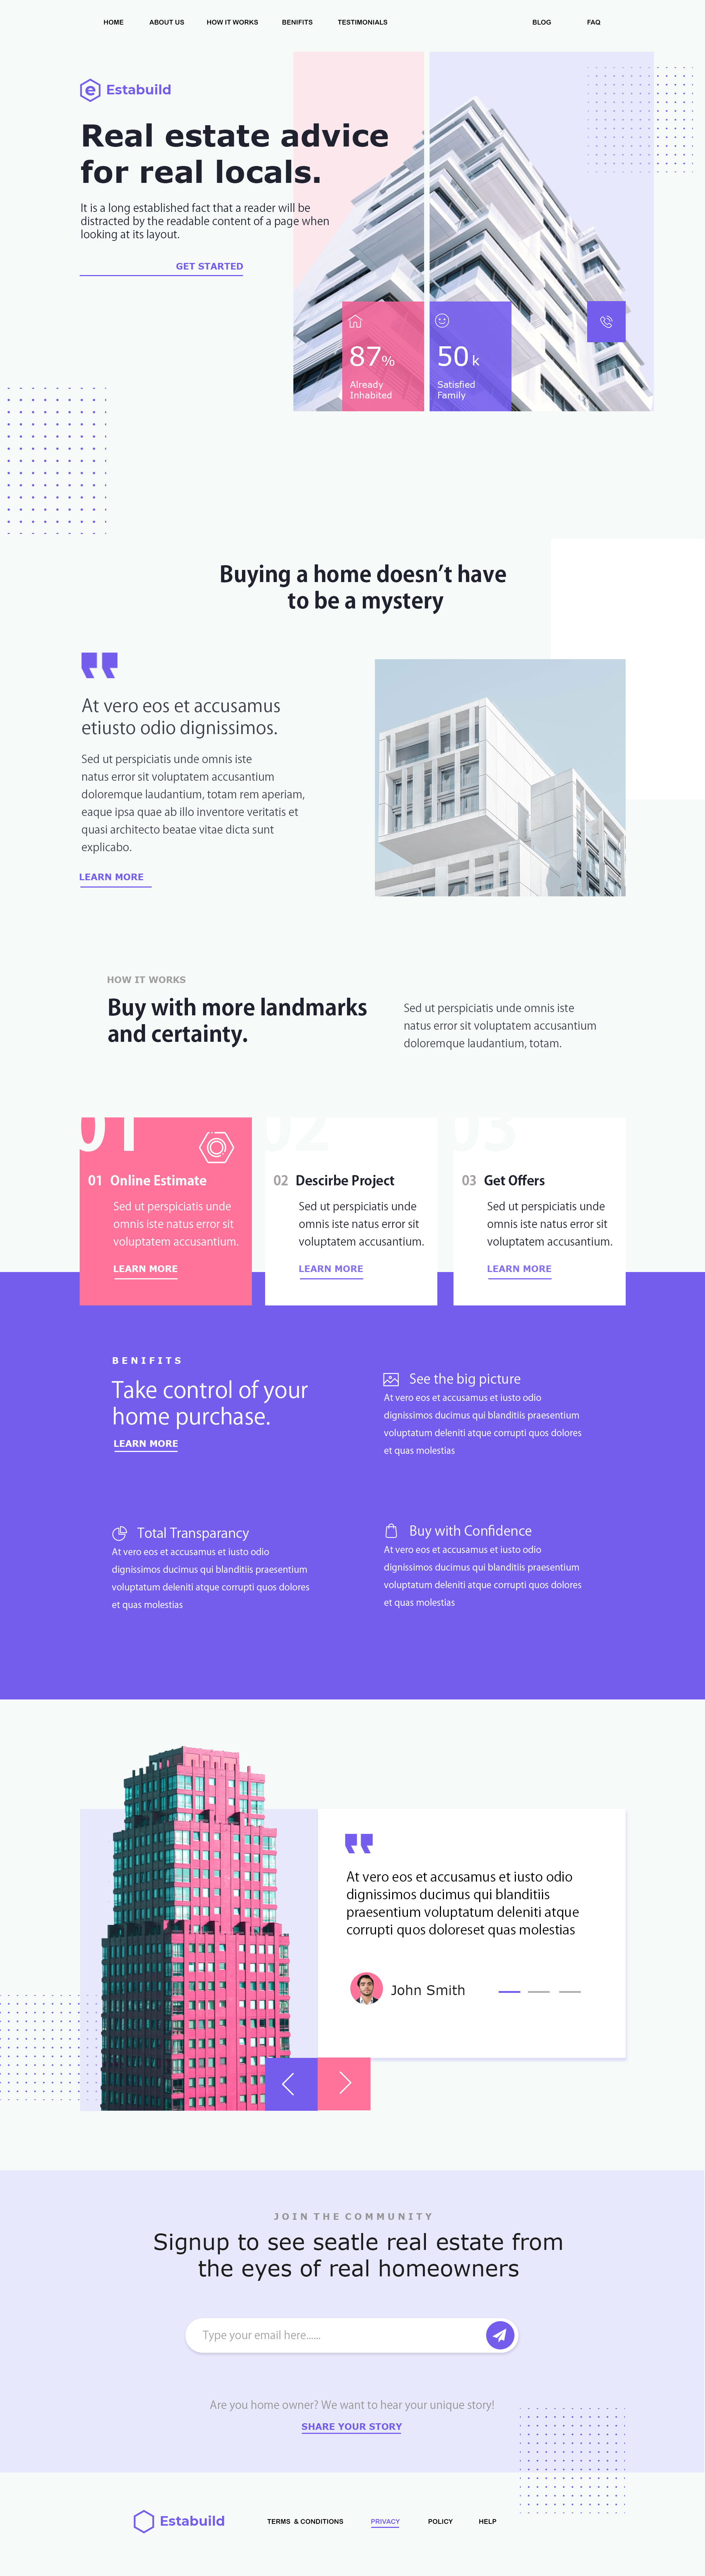 HOME ABOUT US HOW IT WORKS BENIFITS TESTIMONIALS BLOG FAQ
e Estabuild
Real estate advice
for real locals.
It is a long established fact that a reader will be
distracted by the readable content of a page when
looking at its layout.
GET STARTED
87%
Already
Inhabited
50 k
Satisfied
Family
Buying a home doesn’t have
to be a mystery
At vero eos et accusamus
etiusto odio dignissimos.
Sed ut perspiciatis unde omnis iste
natus error sit voluptatem accusantium
doloremque laudantium, totam rem aperiam,
eaque ipsa quae ab illo inventore veritatis et
quasi architecto beatae vitae dicta sunt
explicabo.
LEARN MORE
HOW IT WORKS
Buy with more landmarks
and certainty.
Sed ut perspiciatis unde omnis iste
natus error sit voluptatem accusantium
doloremque laudantium, totam.
01
01 Online Estimate
Sed ut perspiciatis unde
omnis iste natus error sit
voluptatem accusantium.
LEARN MORE
02
02 Descirbe Project
Sed ut perspiciatis unde
omnis iste natus error sit
voluptatem accusantium.
LEARN MORE
03
03 Get Offers
Sed ut perspiciatis unde
omnis iste natus error sit
voluptatem accusantium.
LEARN MORE
BENIFITS
Take control of your
home purchase.
LEARN MORE
See the big picture
At vero eos et accusamus et iusto odio
dignissimos ducimus qui blanditiis praesentium
voluptatum deleniti atque corrupti quos dolores
et quas molestias
Total Transparancy
At vero eos et accusamus et iusto odio
dignissimos ducimus qui blanditiis praesentium
voluptatum deleniti atque corrupti quos dolores
et quas molestias
Buy with Confidence
At vero eos et accusamus et iusto odio
dignissimos ducimus qui blanditiis praesentium
voluptatum deleniti atque corrupti quos dolores
et quas molestias
At vero eos et accusamus et iusto odio
dignissimos ducimus qui blanditiis
praesentium voluptatum deleniti atque
corrupti quos doloreset quas molestias
John Smith
JOIN THE COMMUNITY
Signup to see seatle real estate from
the eyes of real homeowners
Type your email here......
Are you home owner? We want to hear your unique story!
SHARE YOUR STORY
Estabuild
TERMS & CONDITIONS PRIVACY POLICY HELP